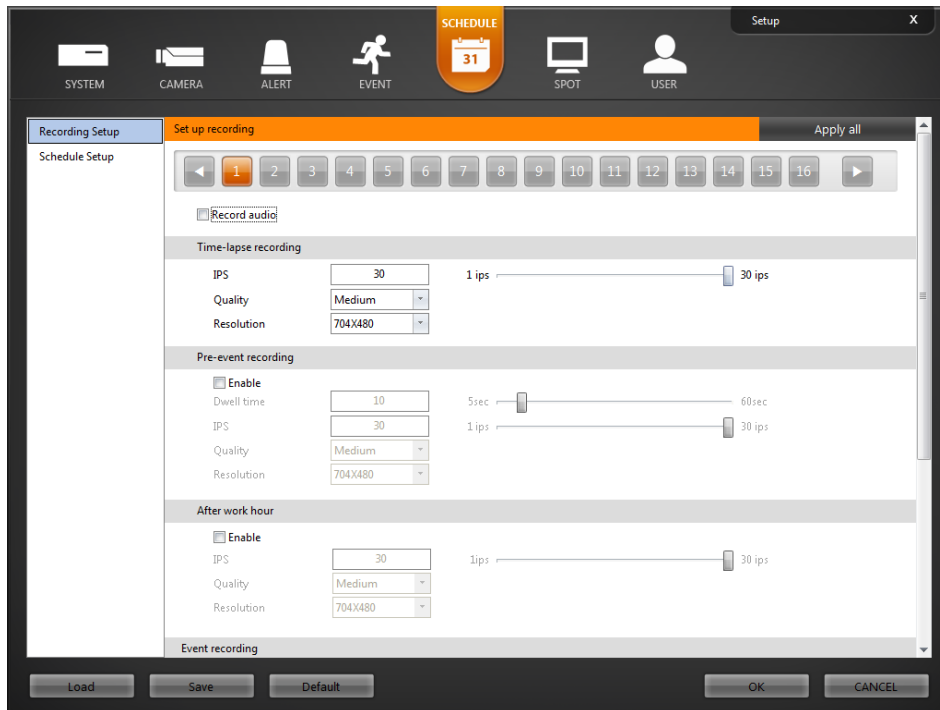 SCHEDULE
Setup X
31
SYSTEM CAMERA ALERT EVENT SPOT USER
Recording Setup
Schedule Setup
Set up recording Apply all
1 2 3 4 5 6 7 8 9 10 11 12 13 14 15 16
Record audio
Time-lapse recording
IPS 30 1 ips 30 ips
Quality Medium
Resolution 704X480
Pre-event recording
Enable
Dwell time 10 5sec 60sec
IPS 30 1 ips 30 ips
Quality Medium
Resolution 704X480
After work hour
Enable
IPS 30 1ips 30 ips
Quality Medium
Resolution 704X480
Event recording
Load Save Default OK CANCEL